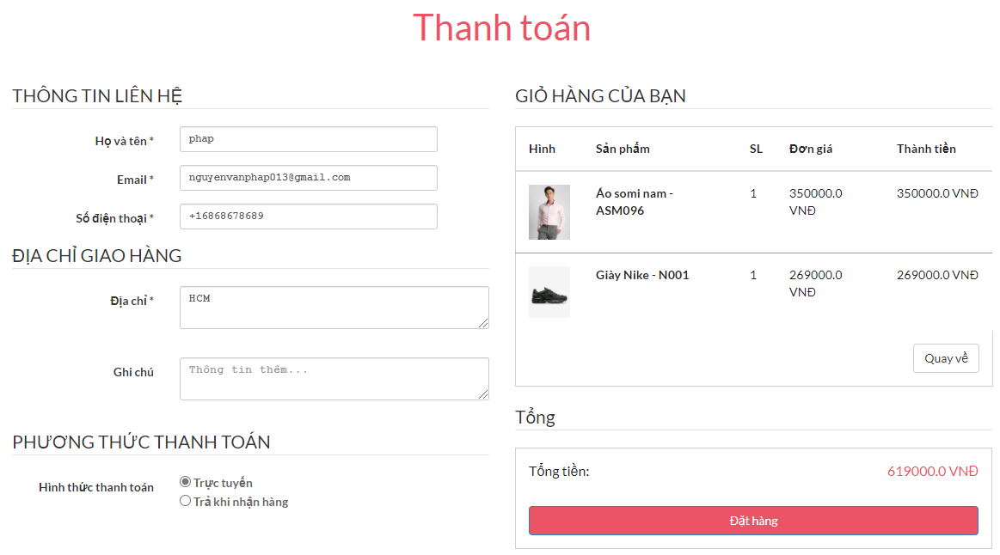 Thanh toán
THÔNG TIN LIÊN HỆ
Họ và tên *
phap
Email *
nguyenvanphap013@gmail.com
Số điện thoại *
+16868678689
ĐỊA CHỈ GIAO HÀNG
Địa chỉ *
HCM
Ghi chú
Thông tin thêm...
PHƯƠNG THỨC THANH TOÁN
Hình thức thanh toán
Trực tuyến
Trả khi nhận hàng
GIỎ HÀNG CỦA BẠN
Hình Sản phẩm SL Đơn giá Thành tiền
Áo somi nam - 1 350000.0 350000.0 VNĐ
ASM096 VNĐ
Giày Nike - N001 1 269000.0 269000.0 VNĐ
VNĐ
Quay về
Tổng
Tổng tiền: 619000.0 VNĐ
Đặt hàng